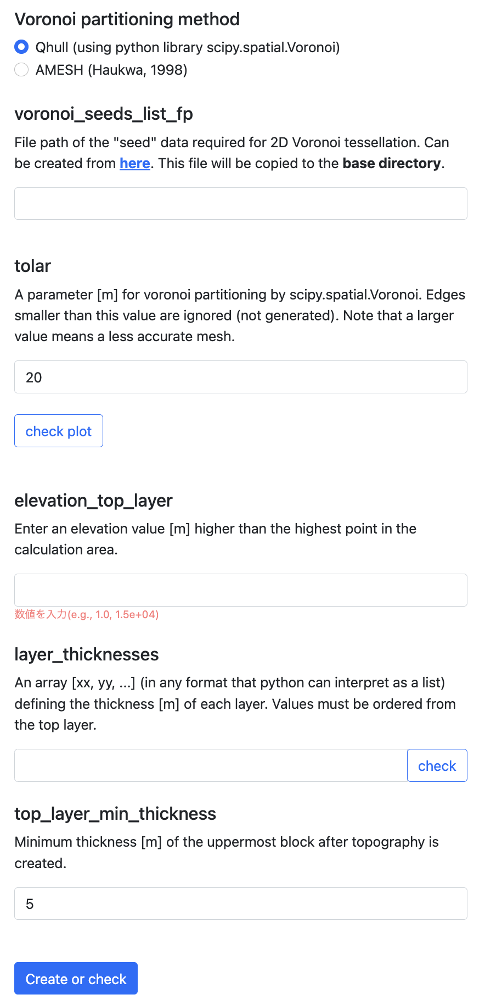 Voronoi partitioning method
Qhull (using python library scipy.spatial.Voronoi)
AMESH (Haukwa, 1998)
voronoi_seeds_list_fp
File path of the "seed" data required for 2D Voronoi tessellation. Can
be created from here. This file will be copied to the base directory.
tolar
A parameter [m] for voronoi partitioning by scipy.spatial.Voronoi. Edges
smaller than this value are ignored (not generated). Note that a larger
value means a less accurate mesh.
20
check plot
elevation_top_layer
Enter an elevation value [m] higher than the highest point in the
calculation area.
数値を入力(e.g., 1.0, 1.5e+04)
layer_thicknesses
An array [xx, yy, ...] (in any format that python can interpret as a list)
defining the thickness [m] of each layer. Values must be ordered from
the top layer.
check
top_layer_min_thickness
Minimum thickness [m] of the uppermost block after topography is
created.
5
Create or check